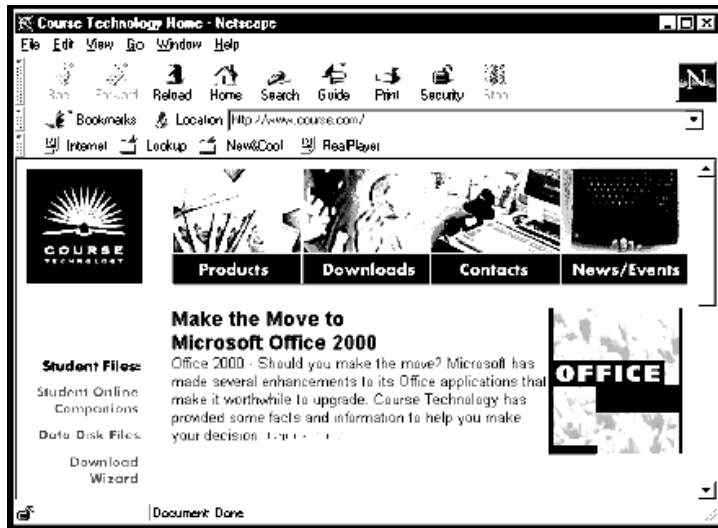 Course Technology Home - Netscape
File Edit View Go Window Help
Forward Reload Home Search Guide Print Security Stop
Bookmarks Location http://www.course.com/
Internet Lookup New&Cool RealPlayer
COURSE
TECHNOLOGY
Products Downloads Contacts News/Events
Make the Move to
Microsoft Office 2000
Office 2000 - Should you make the move? Microsoft has
made several enhancements to its Office applications that
make it worthwhile to upgrade. Course Technology has
provided some facts and information to help you make
your decision
OFFICE
Student Files:
Student Online
Companions
Data Disk Files
Download
Wizard
Document: Done